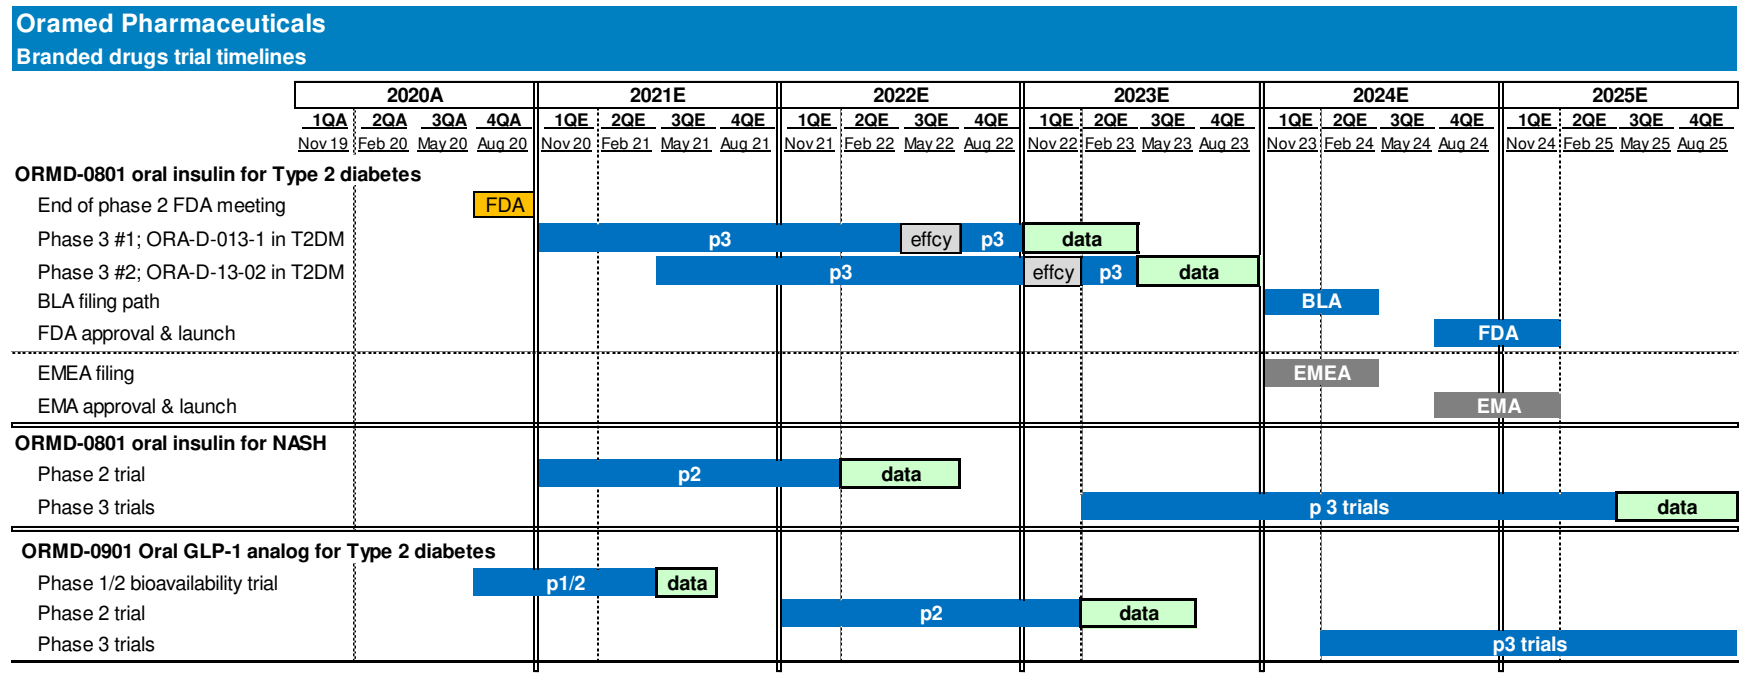 Oramed Pharmaceuticals
Branded drugs trial timelines
2020A 2021E 2022E 2023E 2024E 2025E
1QA 2QA 3QA 4QA 1QE 2QE 3QE 4QE 1QE 2QE 3QE 4QE 1QE 2QE 3QE 4QE 1QE 2QE 3QE 4QE 1QE 2QE 3QE 4QE
Nov 19 Feb 20 May 20 Aug 20 Nov 20 Feb 21 May 21 Aug 21 Nov 21 Feb 22 May 22 Aug 22 Nov 22 Feb 23 May 23 Aug 23 Nov 23 Feb 24 May 24 Aug 24 Nov 24 Feb 25 May 25 Aug 25
ORMD-0801 oral insulin for Type 2 diabetes
End of phase 2 FDA meeting FDA
Phase 3 #1; ORA-D-013-1 in T2DM p3 effcy p3 data
Phase 3 #2; ORA-D-13-02 in T2DM p3 effcy p3 data
BLA filing path BLA
FDA approval & launch FDA
EMEA filing EMEA
EMA approval & launch EMA
ORMD-0801 oral insulin for NASH
Phase 2 trial p2 data
Phase 3 trials p 3 trials data
ORMD-0901 Oral GLP-1 analog for Type 2 diabetes
Phase 1/2 bioavailability trial p1/2 data
Phase 2 trial p2 data
Phase 3 trials p3 trials